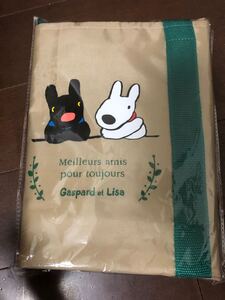 Meilleurs amis
pour toujours
Gaspard et Lisa